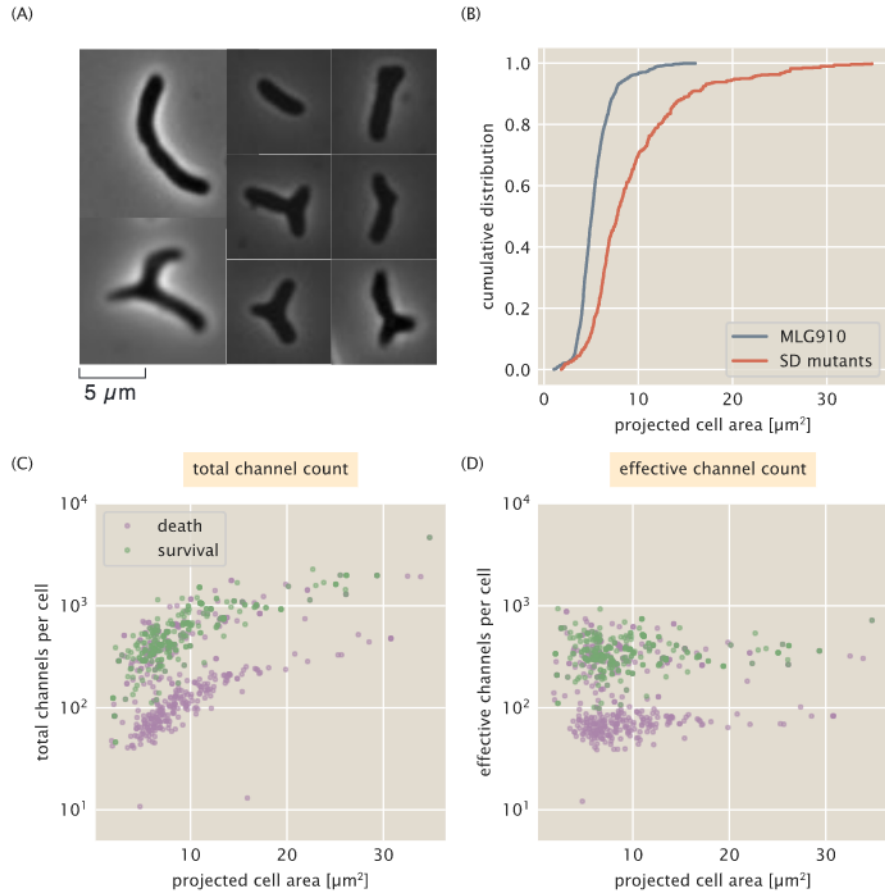 (A)
5 µm
(B)
1.0
0.8
0.6
0.4
0.2
0.0
cumulative distribution
MLG910
SD mutants
0 10 20 30
projected cell area [µm²]
(C)
total channel count
10⁴
10³
10²
10¹
total channels per cell
death
survival
10 20 30
projected cell area [µm²]
(D)
effective channel count
10⁴
10³
10²
10¹
effective channels per cell
10 20 30
projected cell area [µm²]